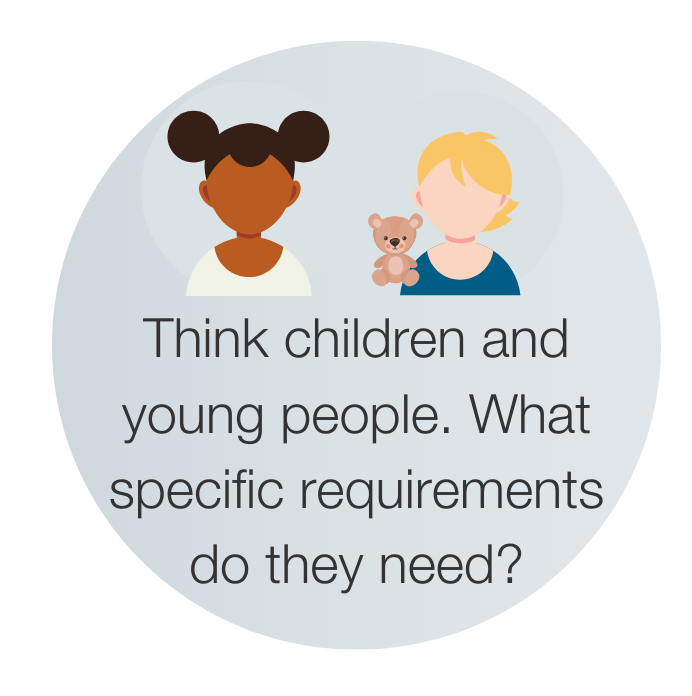 Think children and
young people. What
specific requirements
do they need?